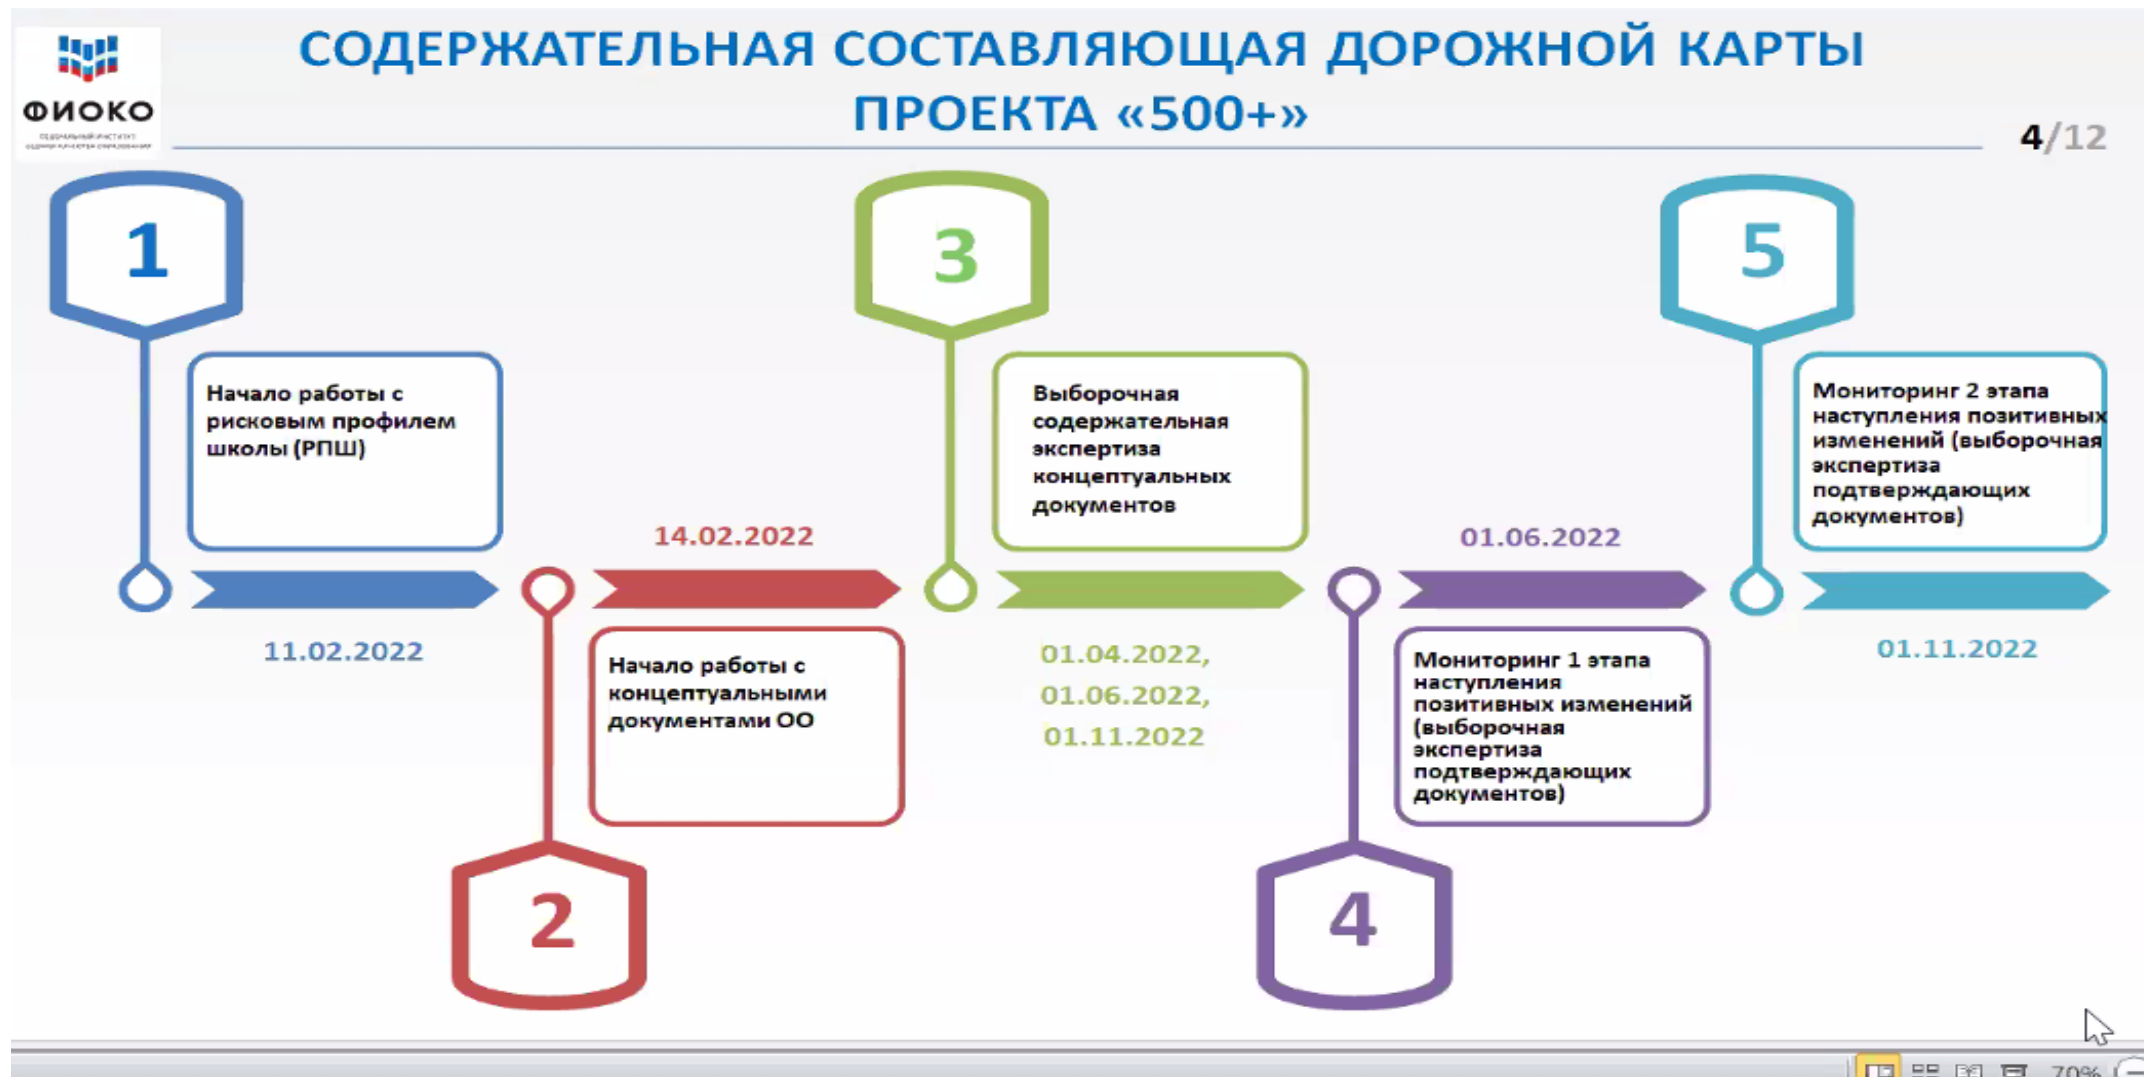 СОДЕРЖАТЕЛЬНАЯ СОСТАВЛЯЮЩАЯ ДОРОЖНОЙ КАРТЫ
ПРОЕКТА «500+»
ФИОКО
4/12
1
Начало работы с
рисковым профилем
школы (РПШ)
11.02.2022
2
14.02.2022
Начало работы с
концептуальными
документами ОО
3
Выборочная
содержательная
экспертиза
концептуальных
документов
01.04.2022,
01.06.2022,
01.11.2022
4
01.06.2022
Мониторинг 1 этапа
наступления
позитивных изменений
(выборочная
экспертиза
подтверждающих
документов)
5
Мониторинг 2 этапа
наступления позитивных
изменений (выборочная
экспертиза
подтверждающих
документов)
01.11.2022
70%